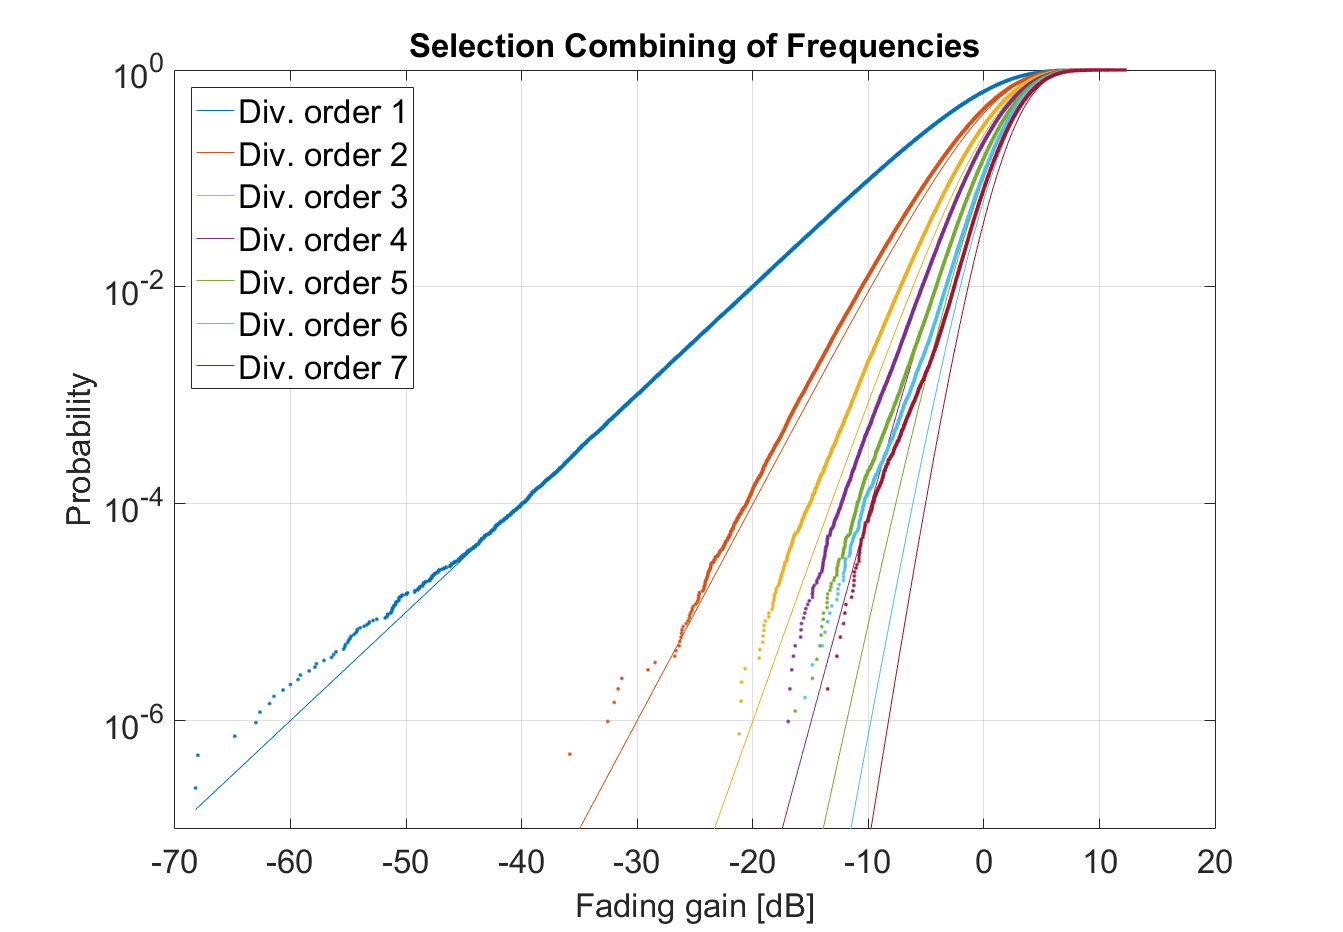 Selection Combining of Frequencies
10^0
10^-2
10^-4
10^-6
Probability
Div. order 1
Div. order 2
Div. order 3
Div. order 4
Div. order 5
Div. order 6
Div. order 7
-70 -60 -50 -40 -30 -20 -10 0 10 20
Fading gain [dB]